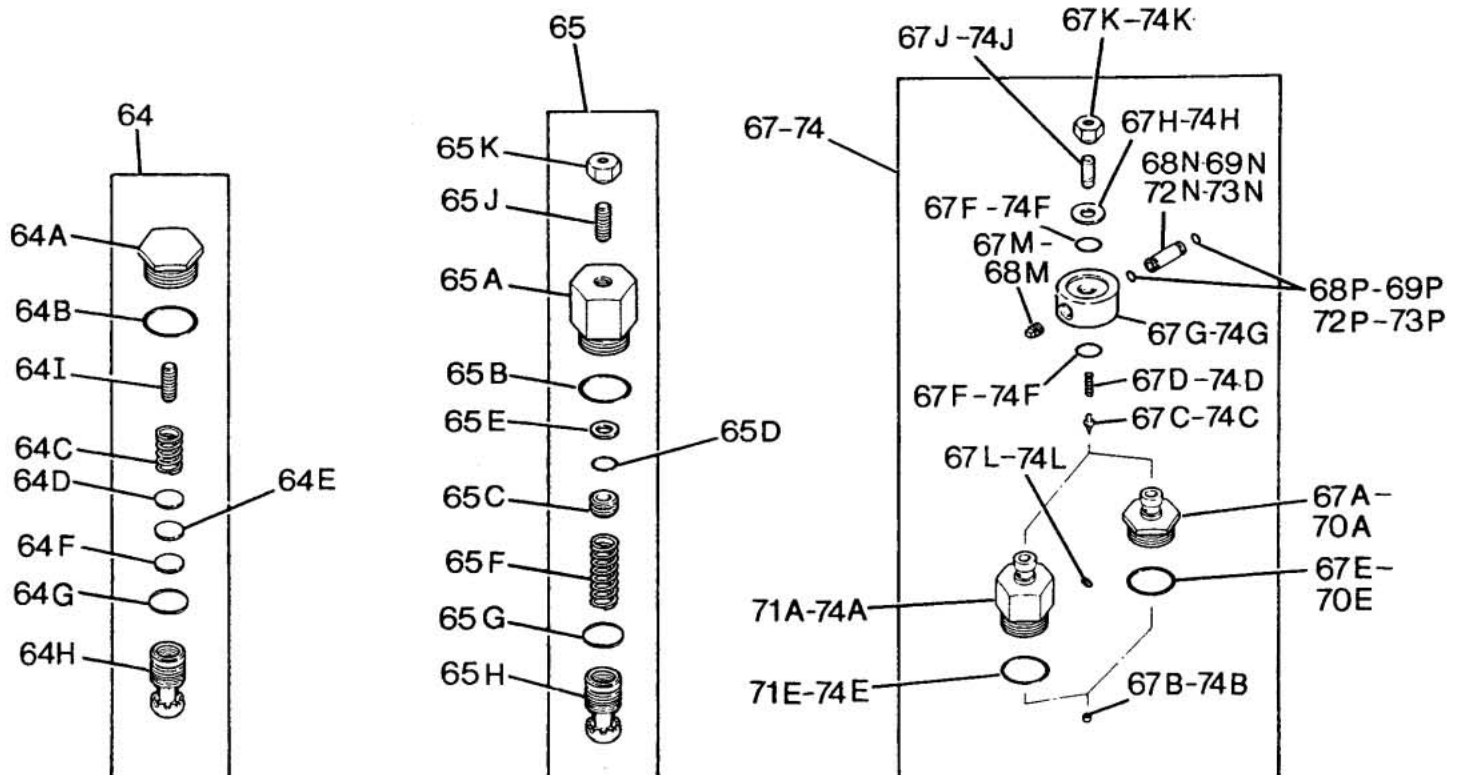 64
64A
64B
64I
64C
64D
64E
64F
64G
64H
65
65K
65J
65A
65B
65E
65D
65C
65F
65G
65H
67-74
67J-74J
67K-74K
67H-74H
68N-69N
72N-73N
67F-74F
67M-
68M
68P-69P
72P-73P
67G-74G
67F-74F
67D-74D
67C-74C
67L-74L
67A-
70A
67E-
70E
71A-74A
71E-74E
67B-74B